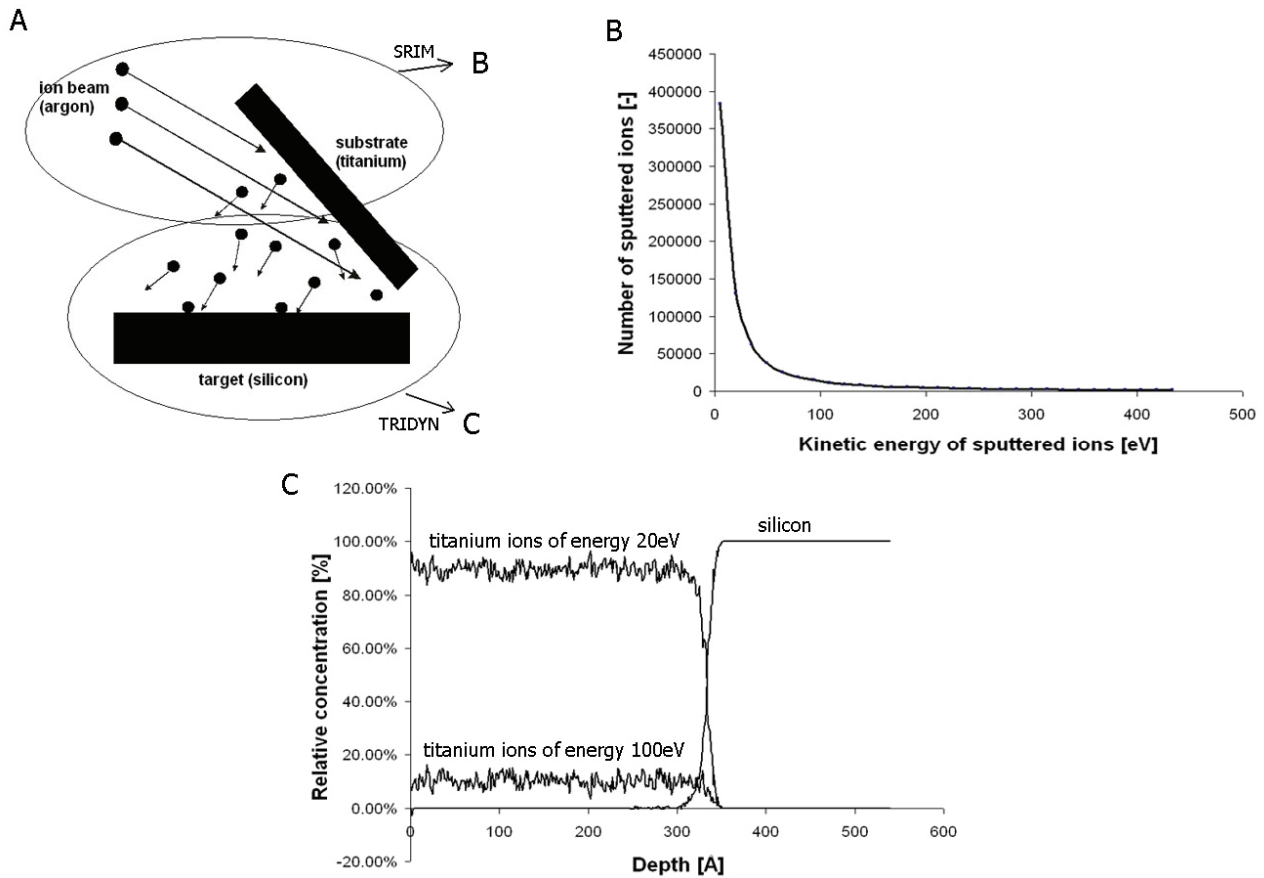 A
SRIM
B
ion beam
(argon)
substrate
(titanium)
target (silicon)
TRIDYN
C
B
Number of sputtered ions [-]
450000
400000
350000
300000
250000
200000
150000
100000
50000
0
0 100 200 300 400 500
Kinetic energy of sputtered ions [eV]
C
Relative concentration [%]
120.00%
100.00%
80.00%
60.00%
40.00%
20.00%
0.00%
-20.00%
titanium ions of energy 20eV
silicon
titanium ions of energy 100eV
0 100 200 300 400 500 600
Depth [Å]